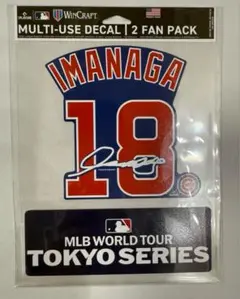 WINCRAFT
MULTI-USE DECAL | 2 FAN PACK
IMANAGA
18
MLB WORLD TOUR
TOKYO SERIES